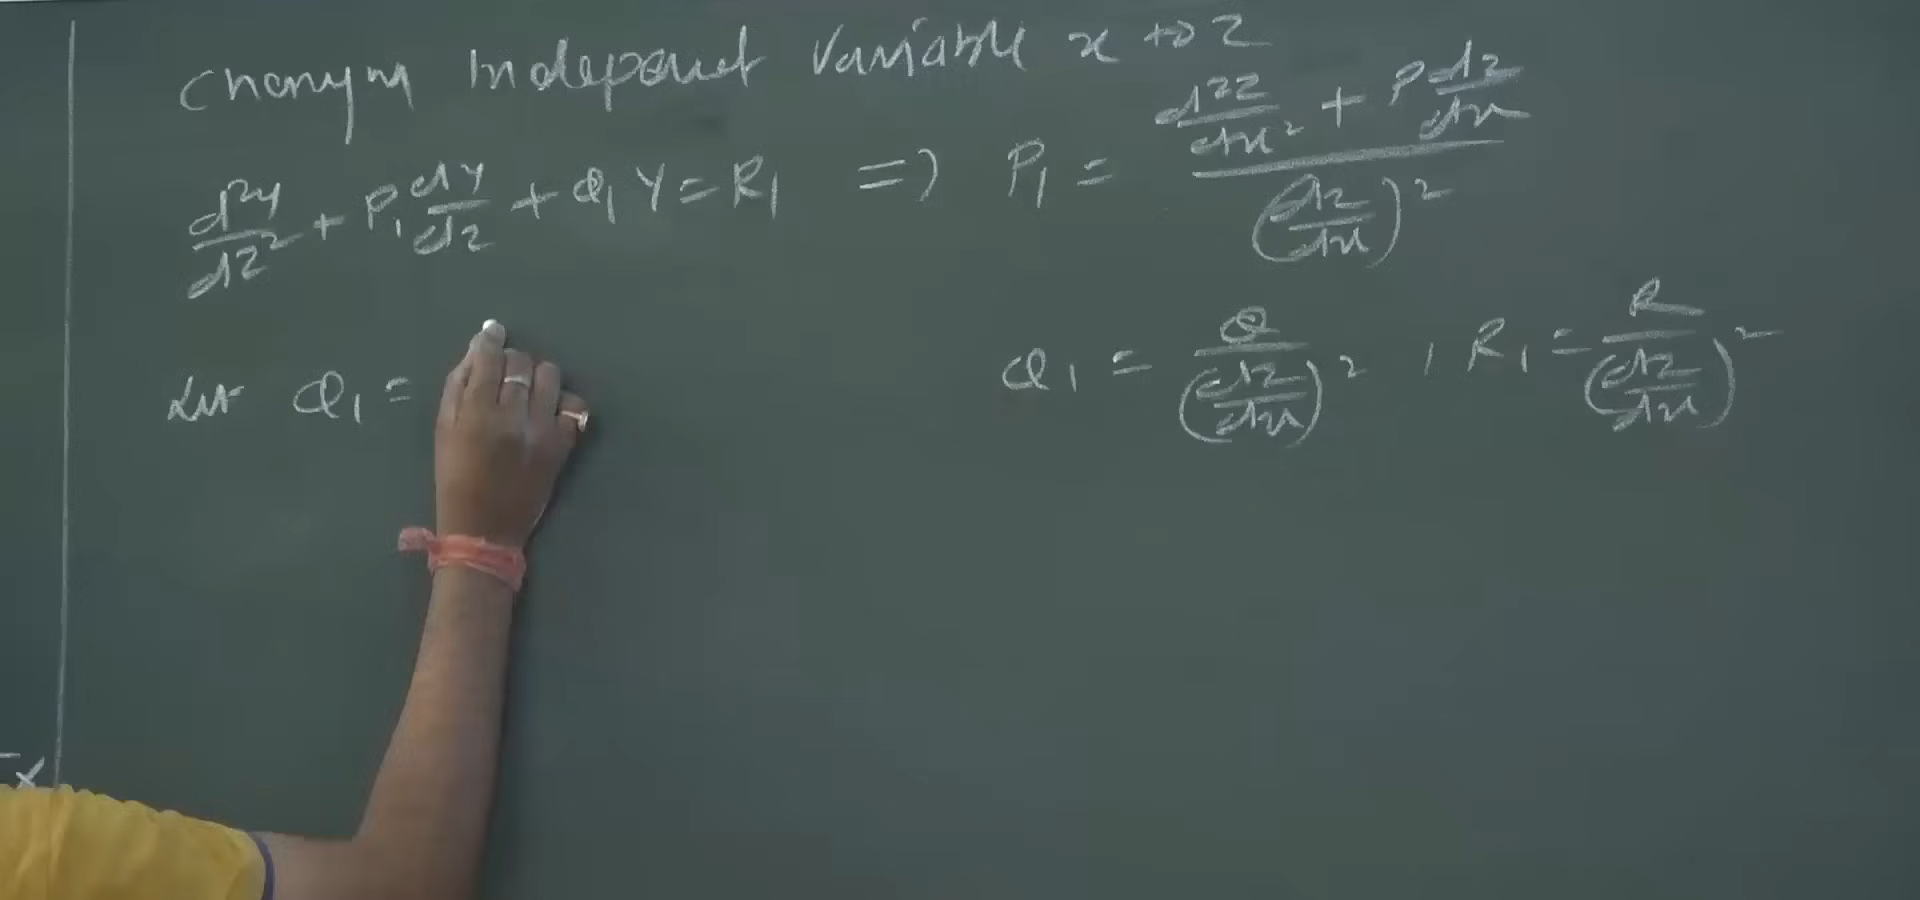 Changing Independent Variable x to z
d²y/dz² + P₁ dy/dz + Q₁ y = R₁ ⇒ P₁ = (d²z/dx² + P dz/dx)/(dz/dx)²
Q₁ = Q/(dz/dx)² , R₁ = R/(dz/dx)²
Let Q₁ =